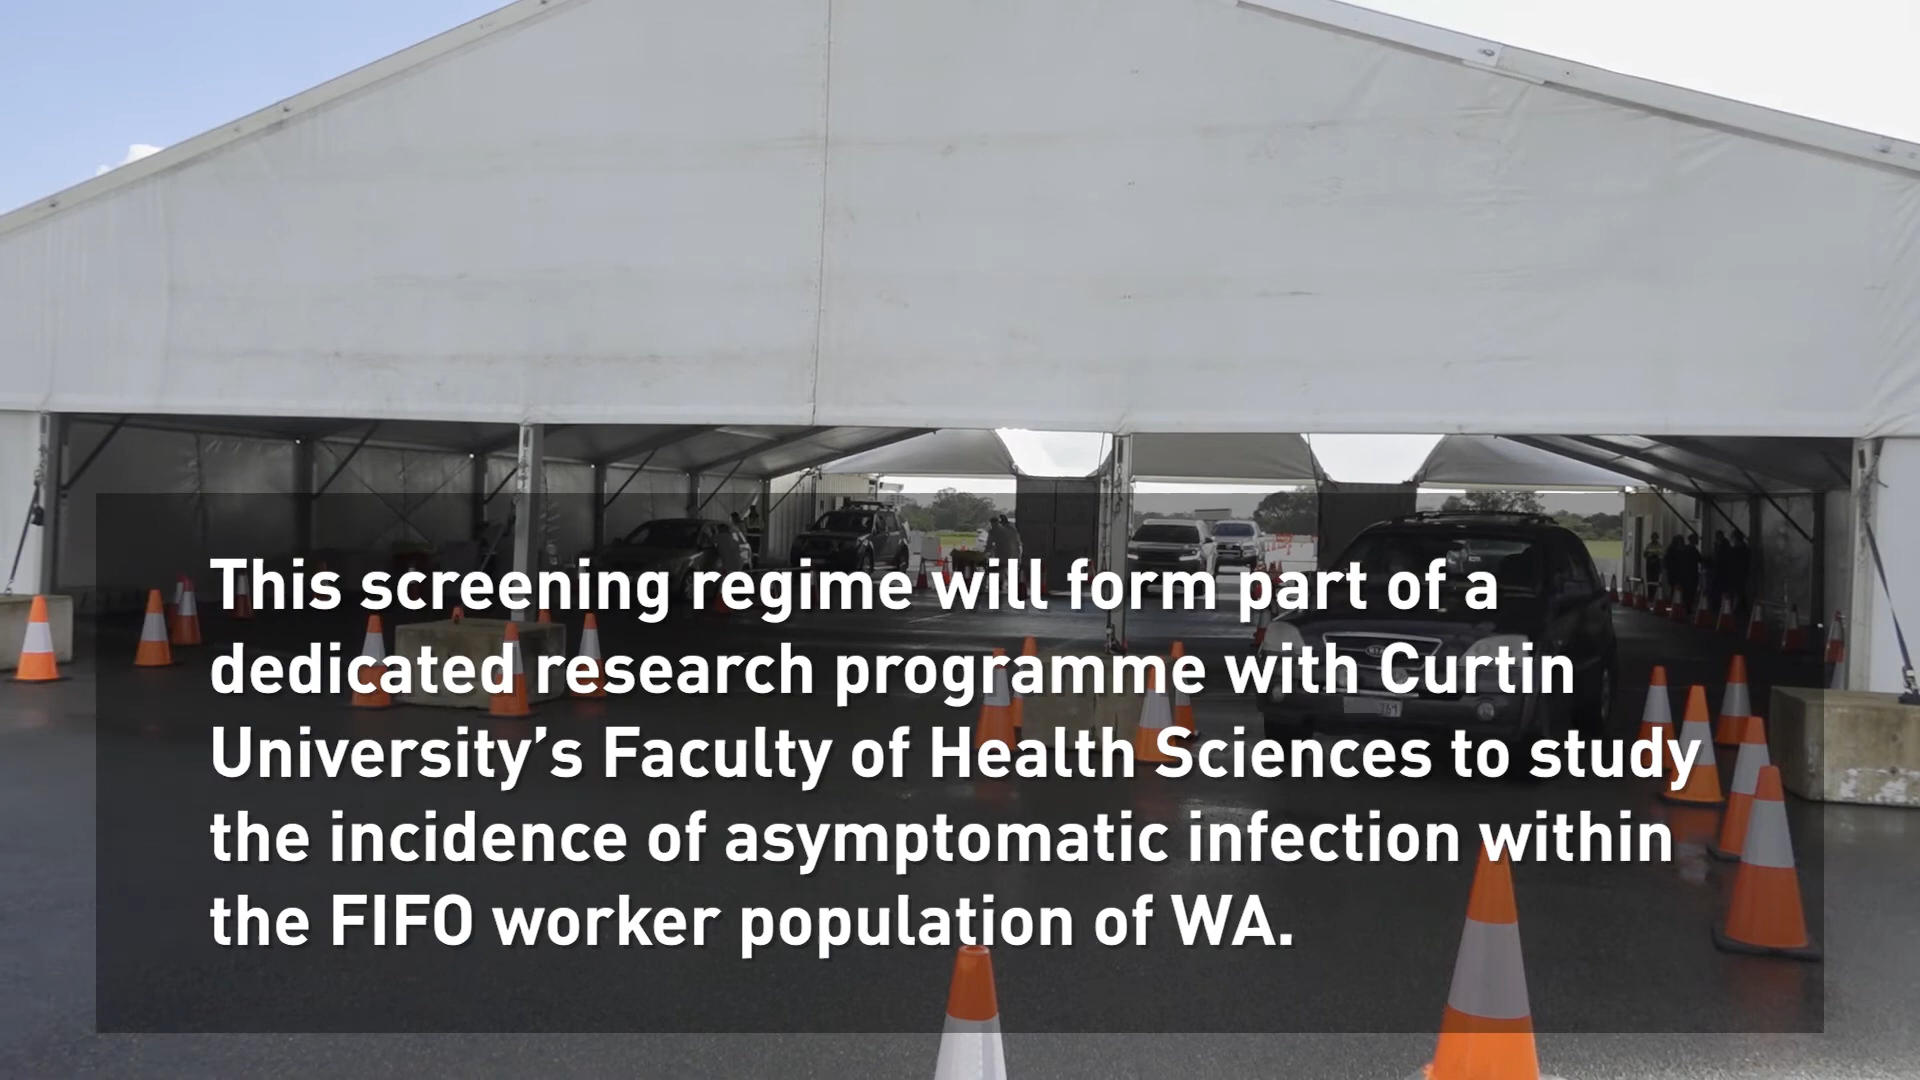 This screening regime will form part of a
dedicated research programme with Curtin
University’s Faculty of Health Sciences to study
the incidence of asymptomatic infection within
the FIFO worker population of WA.
KIA